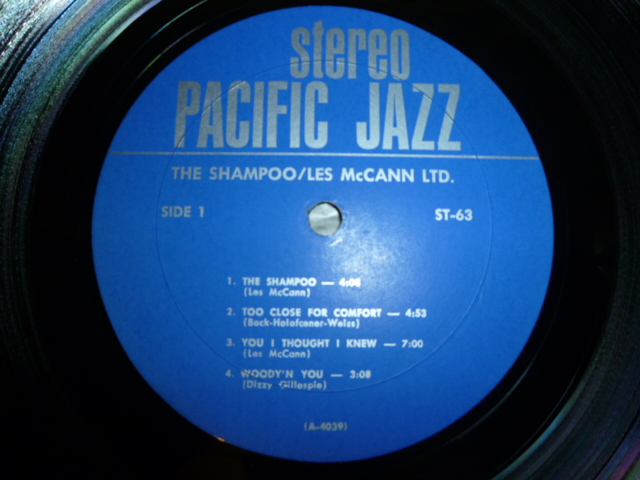 stereo
PACIFIC JAZZ
THE SHAMPOO/LES McCANN LTD.
SIDE 1 ST-63
1. THE SHAMPOO — 4:08
(Les McCann)
2. TOO CLOSE FOR COMFORT — 4:53
(Bock-Holofcener-Weiss)
3. YOU I THOUGHT I KNEW — 7:00
(Les McCann)
4. WOODY'N YOU — 3:08
(Dizzy Gillespie)
(A-4039)